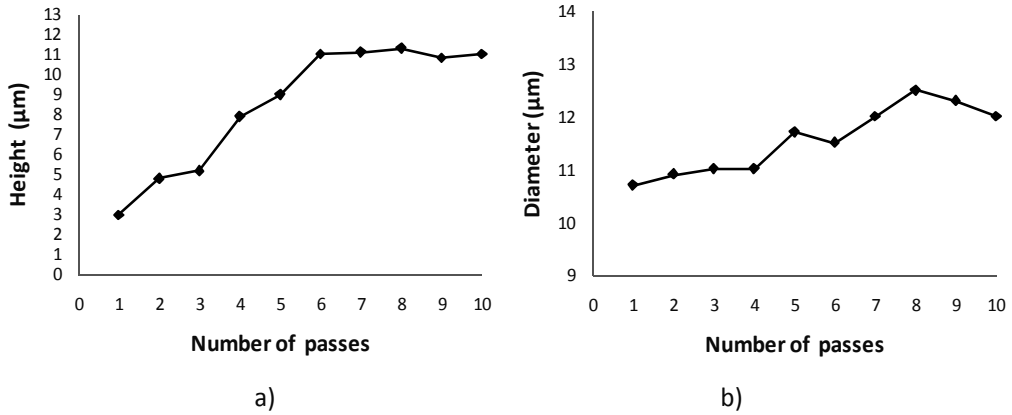 13
12
11
10
9
8
7
6
5
4
3
2
1
0
Height (μm)
0 1 2 3 4 5 6 7 8 9 10
Number of passes
a)
14
13
12
11
10
9
Diameter (μm)
0 1 2 3 4 5 6 7 8 9 10
Number of passes
b)